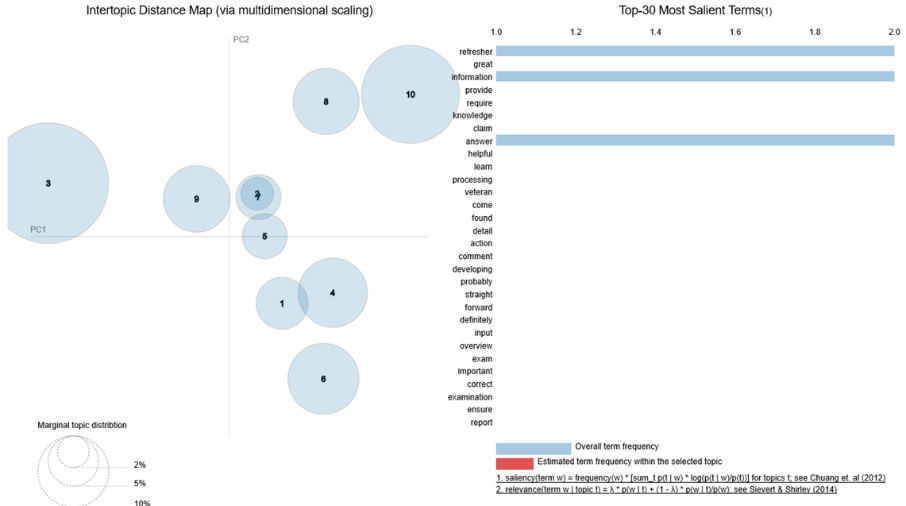 Intertopic Distance Map (via multidimensional scaling)
PC2
8
10
3
9
2
7
PC1
5
1
4
6
Marginal topic distribtion
2%
5%
10%
Top-30 Most Salient Terms(1)
1.0 1.2 1.4 1.6 1.8 2.0
refresher
great
information
provide
require
knowledge
claim
answer
helpful
learn
processing
veteran
come
found
detail
action
comment
developing
probably
straight
forward
definitely
input
overview
exam
important
correct
examination
ensure
report
Overall term frequency
Estimated term frequency within the selected topic
1. saliency(term w) = frequency(w) * [sum_t p(t | w) * log(p(t | w)/p(t))] for topics t; see Chuang et. al (2012)
2. relevance(term w | topic t) = λ * p(w | t) + (1 - λ) * p(w | t)/p(w); see Sievert & Shirley (2014)